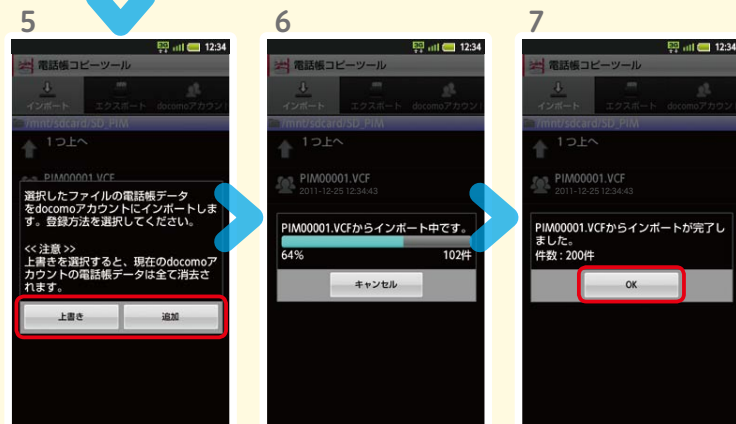 5
3G 12:34
電話帳コピーツール
インポート エクスポート docomoアカウント
/mnt/sdcard/SD_PIM
1つ上へ
PIM00001.VCF
選択したファイルの電話帳データ
をdocomoアカウントにインポートしま
す。登録方法を選択してください。
<<注意>>
上書きを選択すると、現在のdocomoア
カウントの電話帳データは全て消去さ
れます。
上書き 追加
6
3G 12:34
電話帳コピーツール
インポート エクスポート docomoアカウント
/mnt/sdcard/SD_PIM
1つ上へ
PIM00001.VCF
2011-12-25 12:34:43
PIM00001.VCFからインポート中です。
64% 102件
キャンセル
7
3G 12:34
電話帳コピーツール
インポート エクスポート docomoアカウント
/mnt/sdcard/SD_PIM
1つ上へ
PIM00001.VCF
2011-12-25 12:34:43
PIM00001.VCFからインポートが完了し
ました。
件数 : 200件
OK